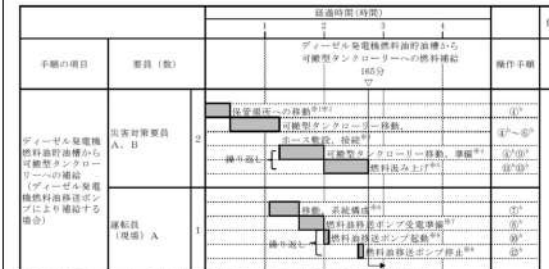 経過時間(時間)
1 2 3 4
手順の項目
要員(数)
ディーゼル発電機燃料油貯油槽から
可搬型タンクローリーへの燃料補給
165分
▽
操作手順
ディーゼル発電機
燃料油貯油槽から
可搬型タンクロー
リーへの補給
(ディーゼル発電
機燃料油移送ポン
プにより補給する
場合)
災害対策要員
A、B
2
保管場所への移動
可搬型タンクローリー移動、
ホース敷設、接続
繰り返し
可搬型タンクローリー移動、準備
燃料汲み上げ
運転員
(現場)A
1
移動、系統構成
燃料油移送ポンプ受電準備
繰り返し
燃料油移送ポンプ起動
燃料油移送ポンプ停止